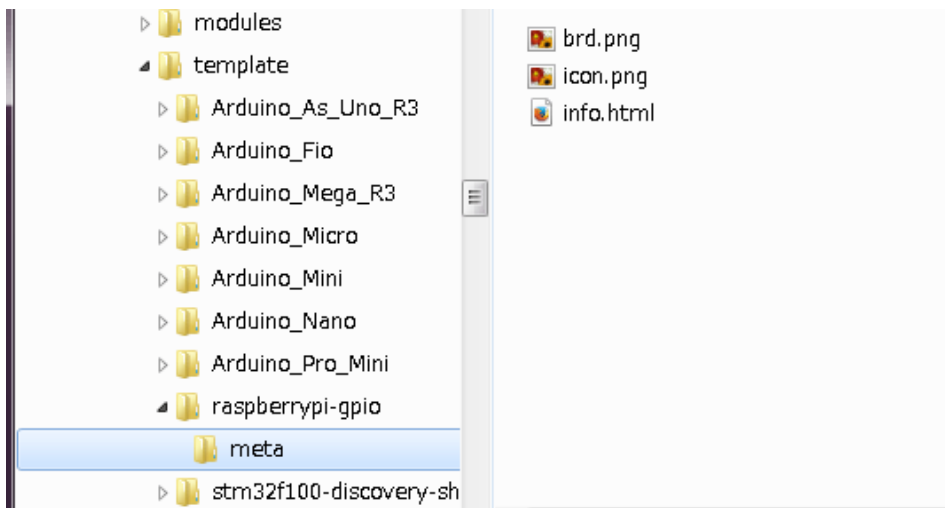 modules
template
Arduino_As_Uno_R3
Arduino_Fio
Arduino_Mega_R3
Arduino_Micro
Arduino_Mini
Arduino_Nano
Arduino_Pro_Mini
raspberrypi-gpio
meta
stm32f100-discovery-sh
brd.png
icon.png
info.html